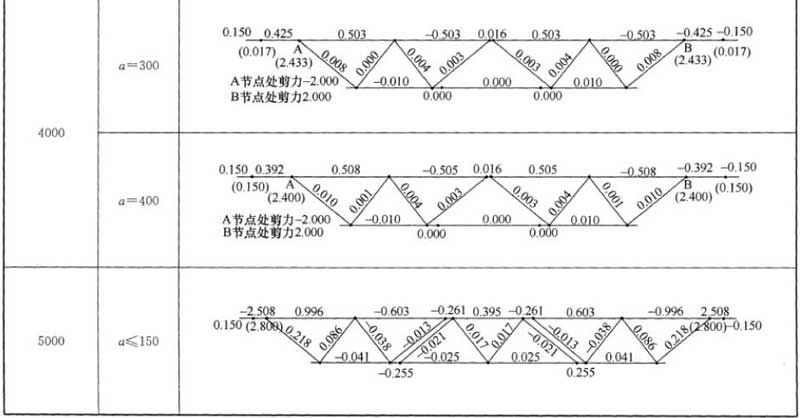 4000
a=300
0.150 0.425 0.503 -0.503 0.016 0.503 -0.503 -0.425 -0.150
(0.017) A B (0.017)
(2.433) 0.008 0.000 0.004 0.003 0.003 0.004 0.000 0.008 (2.433)
A节点处剪力-2.000 -0.010 0.000 0.010
B节点处剪力2.000 0.000 0.000
a=400
0.150 0.392 0.508 -0.505 0.016 0.505 -0.508 -0.392 -0.150
(0.150) A B (0.150)
(2.400) 0.010 0.001 0.004 0.003 0.003 0.004 0.001 0.010 (2.400)
A节点处剪力-2.000 -0.010 0.000 0.010
B节点处剪力2.000 0.000 0.000
5000
a≤150
-2.508 0.996 -0.603 -0.261 0.395 -0.261 0.603 -0.996 2.508
0.150 (2.800) (2.800) -0.150
0.218 0.086 -0.038 -0.013 -0.021 0.017 0.017 -0.013 -0.021 -0.038 0.086 0.218
-0.041 -0.025 0.025 0.041
-0.255 0.255